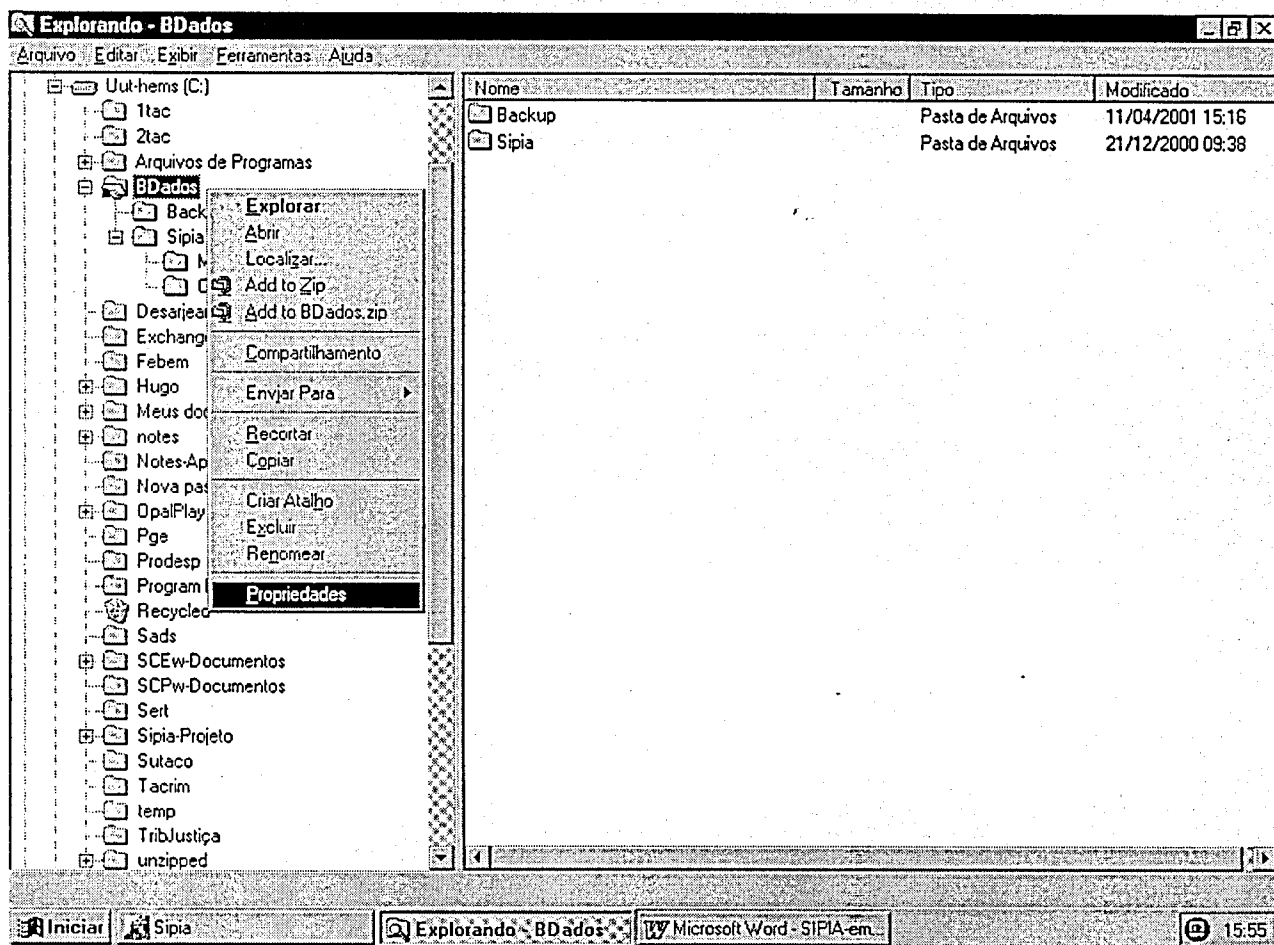 Explorando - BDados
Arquivo Editar Exibir Ferramentas Ajuda
Uut-hems (C:)
1tac
2tac
Arquivos de Programas
BDados
Back
Sipia
Desarjear
Exchang
Febem
Hugo
Meus do
notes
Notes-Ap
Nova pas
OpalPlay
Pge
Prodesp
Program
Recycled
Sads
SCEw-Documentos
SCPw-Documentos
Sert
Sipia-Projeto
Sutaco
Tacrim
temp
TribJustiça
unzipped
Explorar
Abrir
Localizar...
Add to Zip
Add to BDados.zip
Compartilhamento
Enviar Para
Recortar
Copiar
Criar Atalho
Excluir
Renomear
Propriedades
Nome Tamanho Tipo Modificado
Backup Pasta de Arquivos 11/04/2001 15:16
Sipia Pasta de Arquivos 21/12/2000 09:38
Iniciar Sipia Explorando - BDados Microsoft Word - SIPIA-em... 15:55